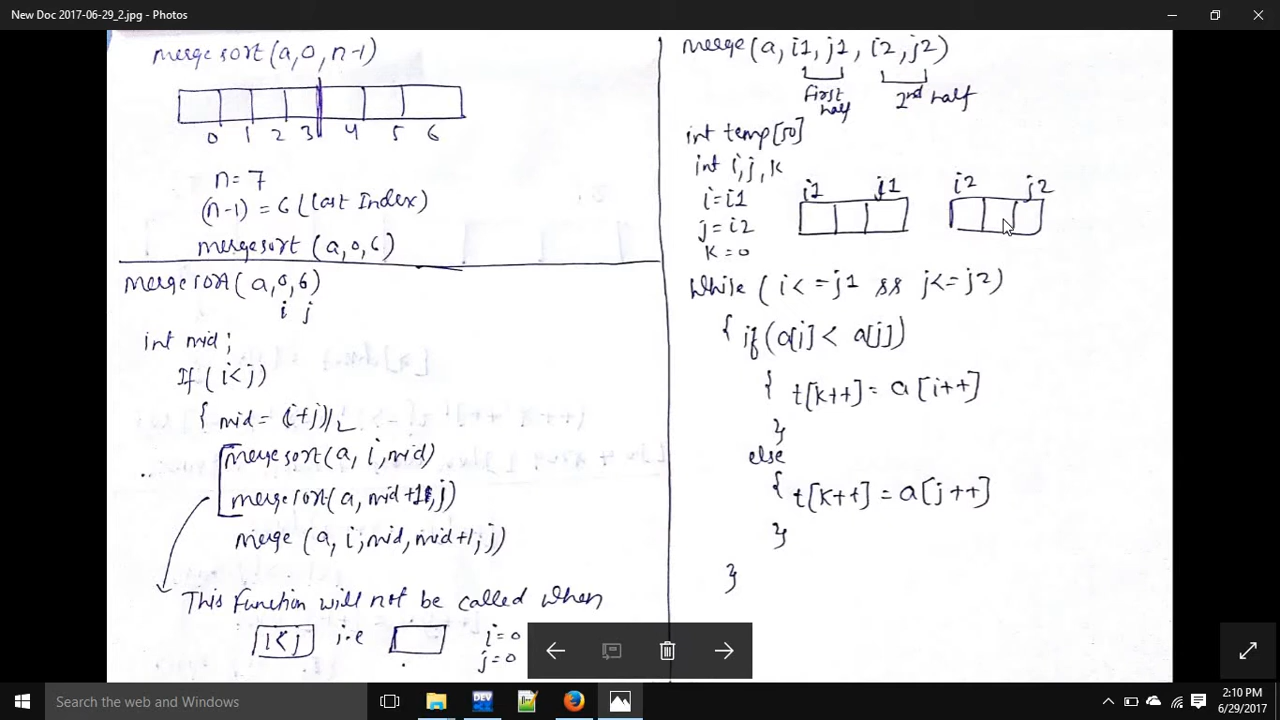 New Doc 2017-06-29_2.jpg - Photos
mergesort(a,0,n-1)
0 1 2 3 4 5 6
n=7
(n-1) = 6 (Last Index)
mergesort (a,0,6)
mergesort(a,0,6)
i j
int mid;
If (i<j)
{ mid = (i+j)/2
mergesort(a, i, mid)
mergesort(a, mid+1, j)
merge (a, i, mid, mid+1, j)
This function will not be called when
i<j i.e
i=0
j=0
merge(a, i1, j1, i2, j2)
first half 2nd half
int temp[50]
int i, j, k
i=i1
j=i2
k=0
i1 j1 i2 j2
while ( i<=j1 && j<=j2)
{ if(a[i] < a[j])
{ t[k++] = a[i++]
}
else
{ t[k++] = a[j++]
}
}
Search the web and Windows
DEV
2:10 PM
6/29/2017